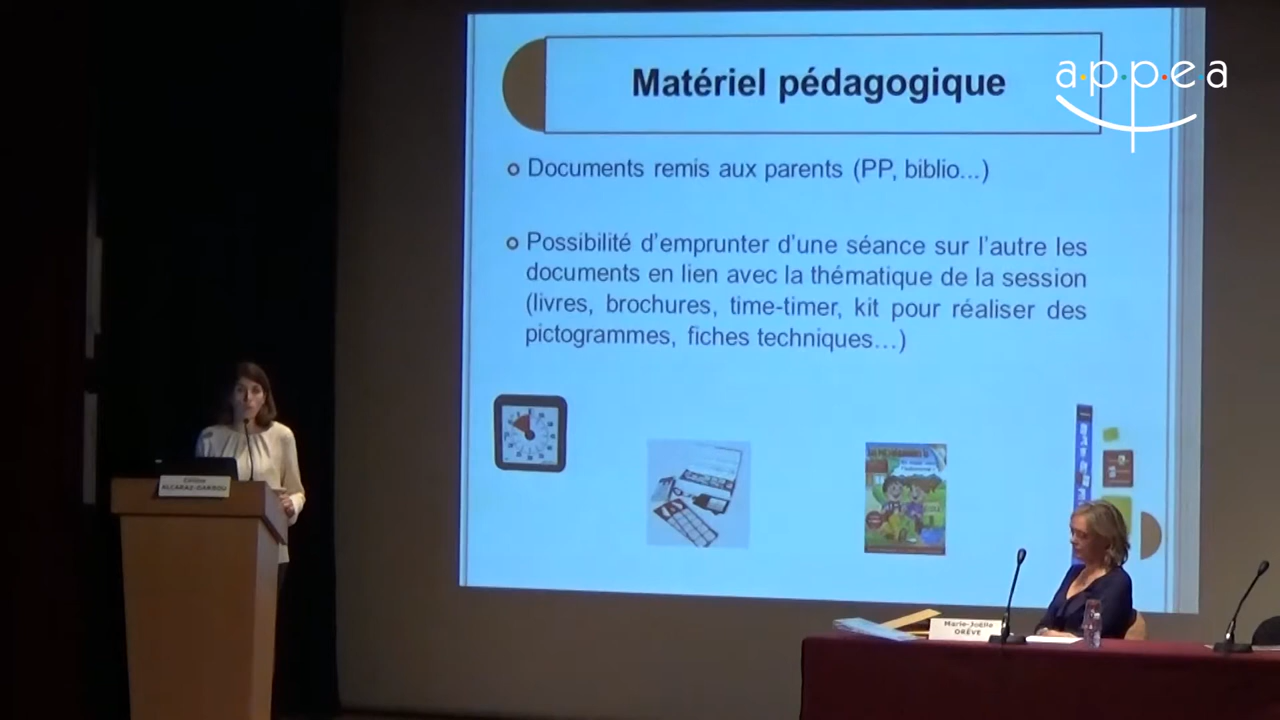 Matériel pédagogique
a·p·p·e·a
Documents remis aux parents (PP, biblio...)
Possibilité d'emprunter d'une séance sur l'autre les
documents en lien avec la thématique de la session
(livres, brochures, time-timer, kit pour réaliser des
pictogrammes, fiches techniques...)
Marie-Joëlle
ORÊVE